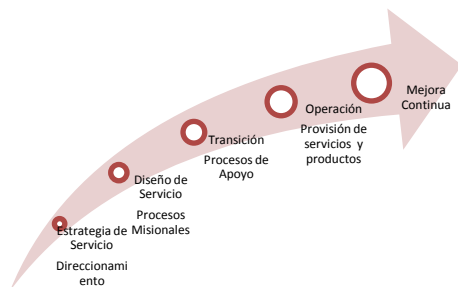 Estrategia de
Servicio
Direccionami
ento
Diseño de
Servicio
Procesos
Misionales
Transición
Procesos de
Apoyo
Operación
Provisión de
servicios y
productos
Mejora
Continua